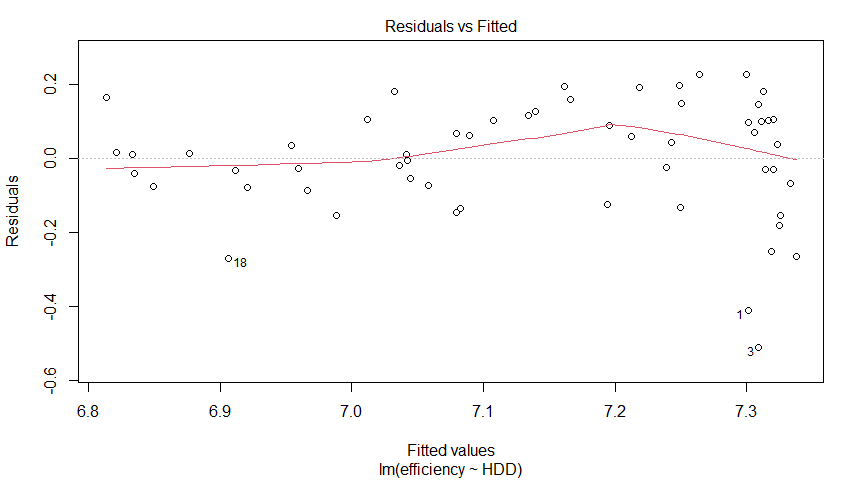 Residuals vs Fitted
Residuals
0.2
0.0
-0.2
-0.4
-0.6
18
1
3
6.8 6.9 7.0 7.1 7.2 7.3
Fitted values
lm(efficiency ~ HDD)